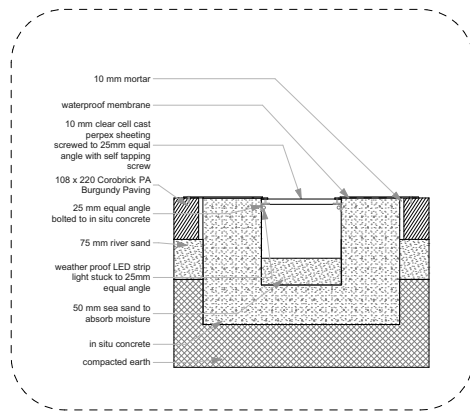 10 mm mortar
waterproof membrane
10 mm clear cell cast
perpex sheeting
screwed to 25mm equal
angle with self tapping
screw
108 x 220 Corobrick PA
Burgundy Paving
25 mm equal angle
bolted to in situ concrete
75 mm river sand
weather proof LED strip
light stuck to 25mm
equal angle
50 mm sea sand to
absorb moisture
in situ concrete
compacted earth